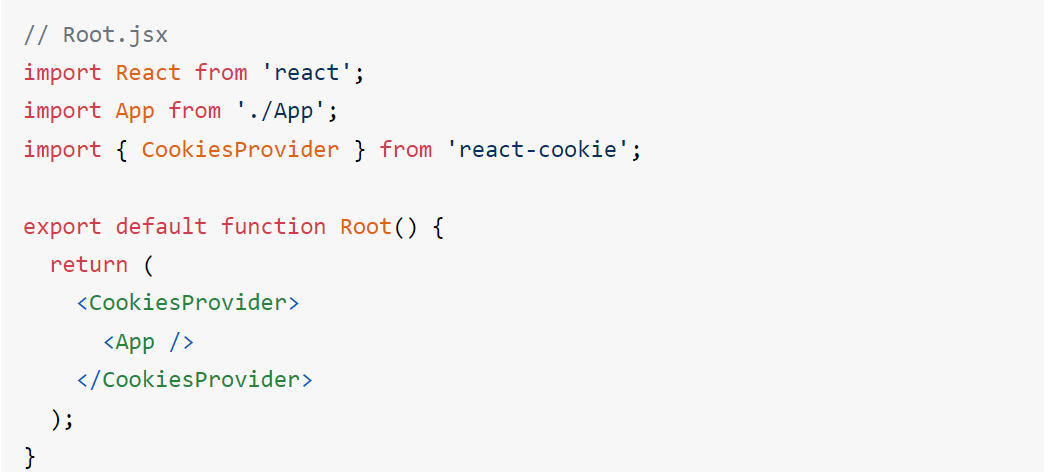 // Root.jsx
import React from 'react';
import App from './App';
import { CookiesProvider } from 'react-cookie';
export default function Root() {
return (
<CookiesProvider>
<App />
</CookiesProvider>
);
}